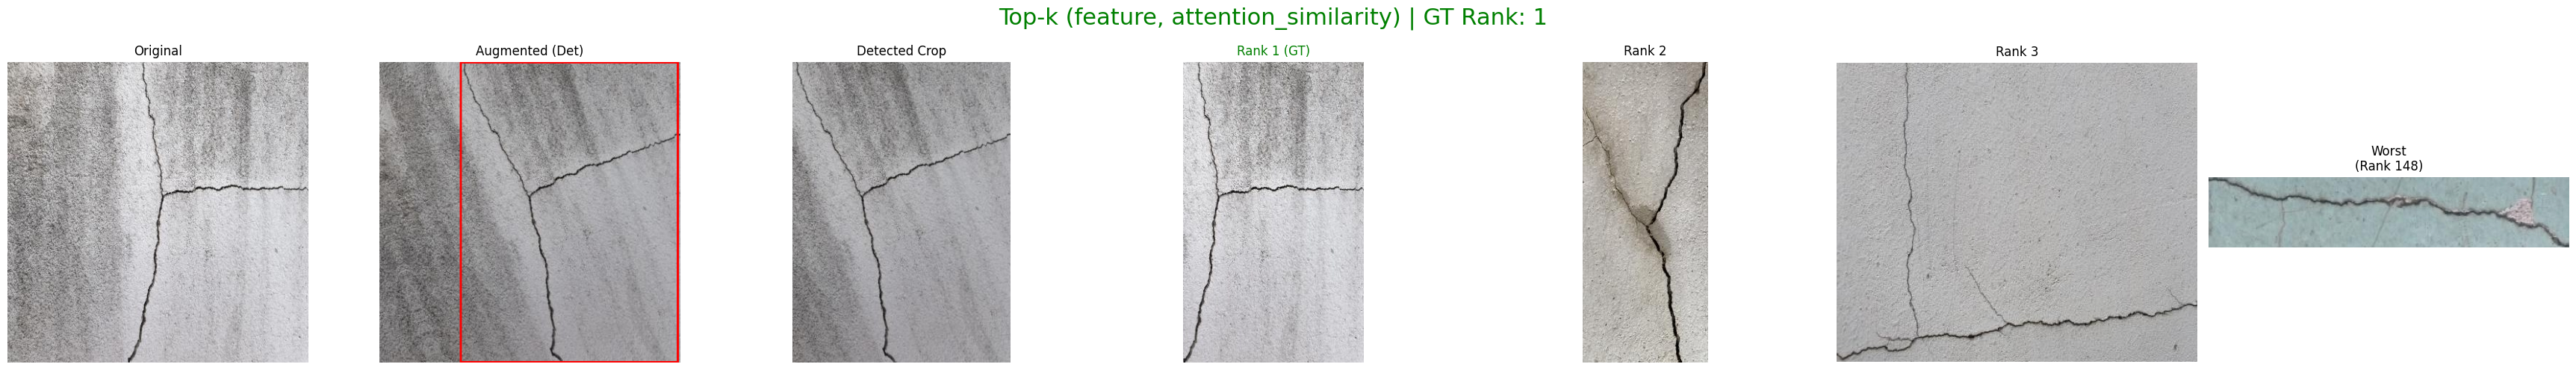 Top-k (feature, attention_similarity) | GT Rank: 1
Original
Augmented (Det)
Detected Crop
Rank 1 (GT)
Rank 2
Rank 3
Worst
(Rank 148)